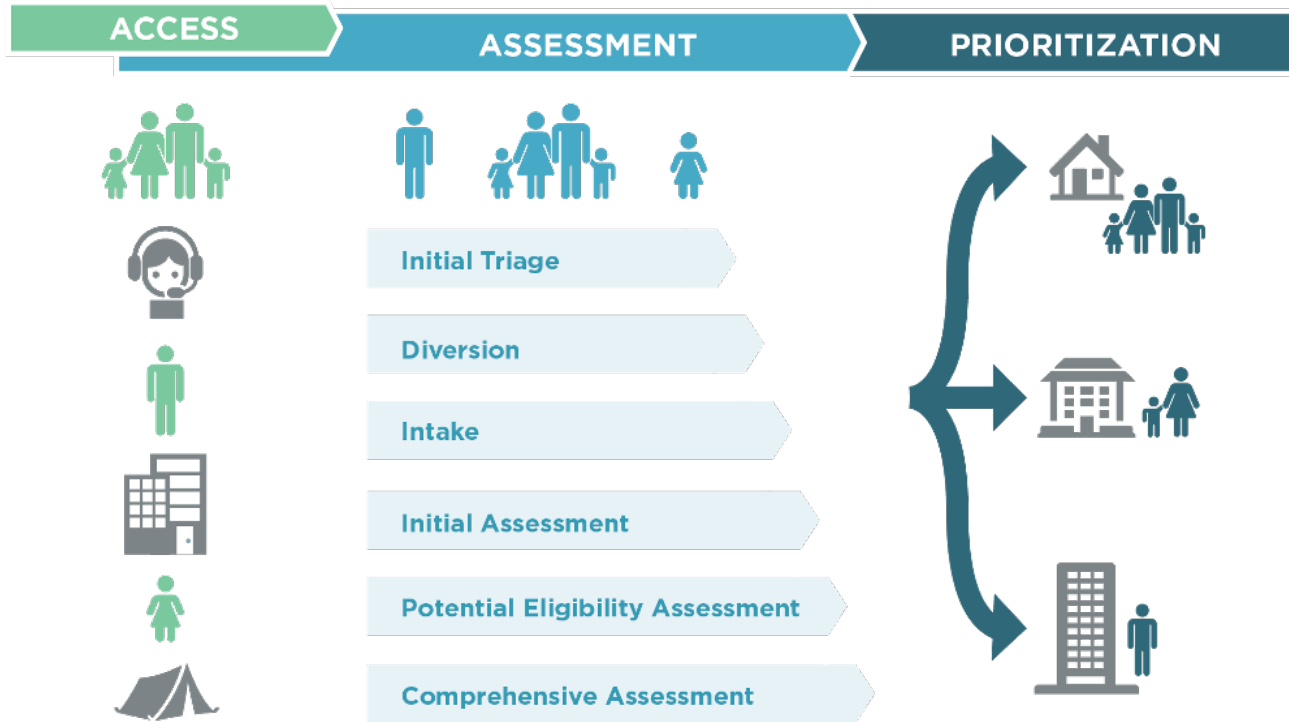 ACCESS
ASSESSMENT
PRIORITIZATION
Initial Triage
Diversion
Intake
Initial Assessment
Potential Eligibility Assessment
Comprehensive Assessment